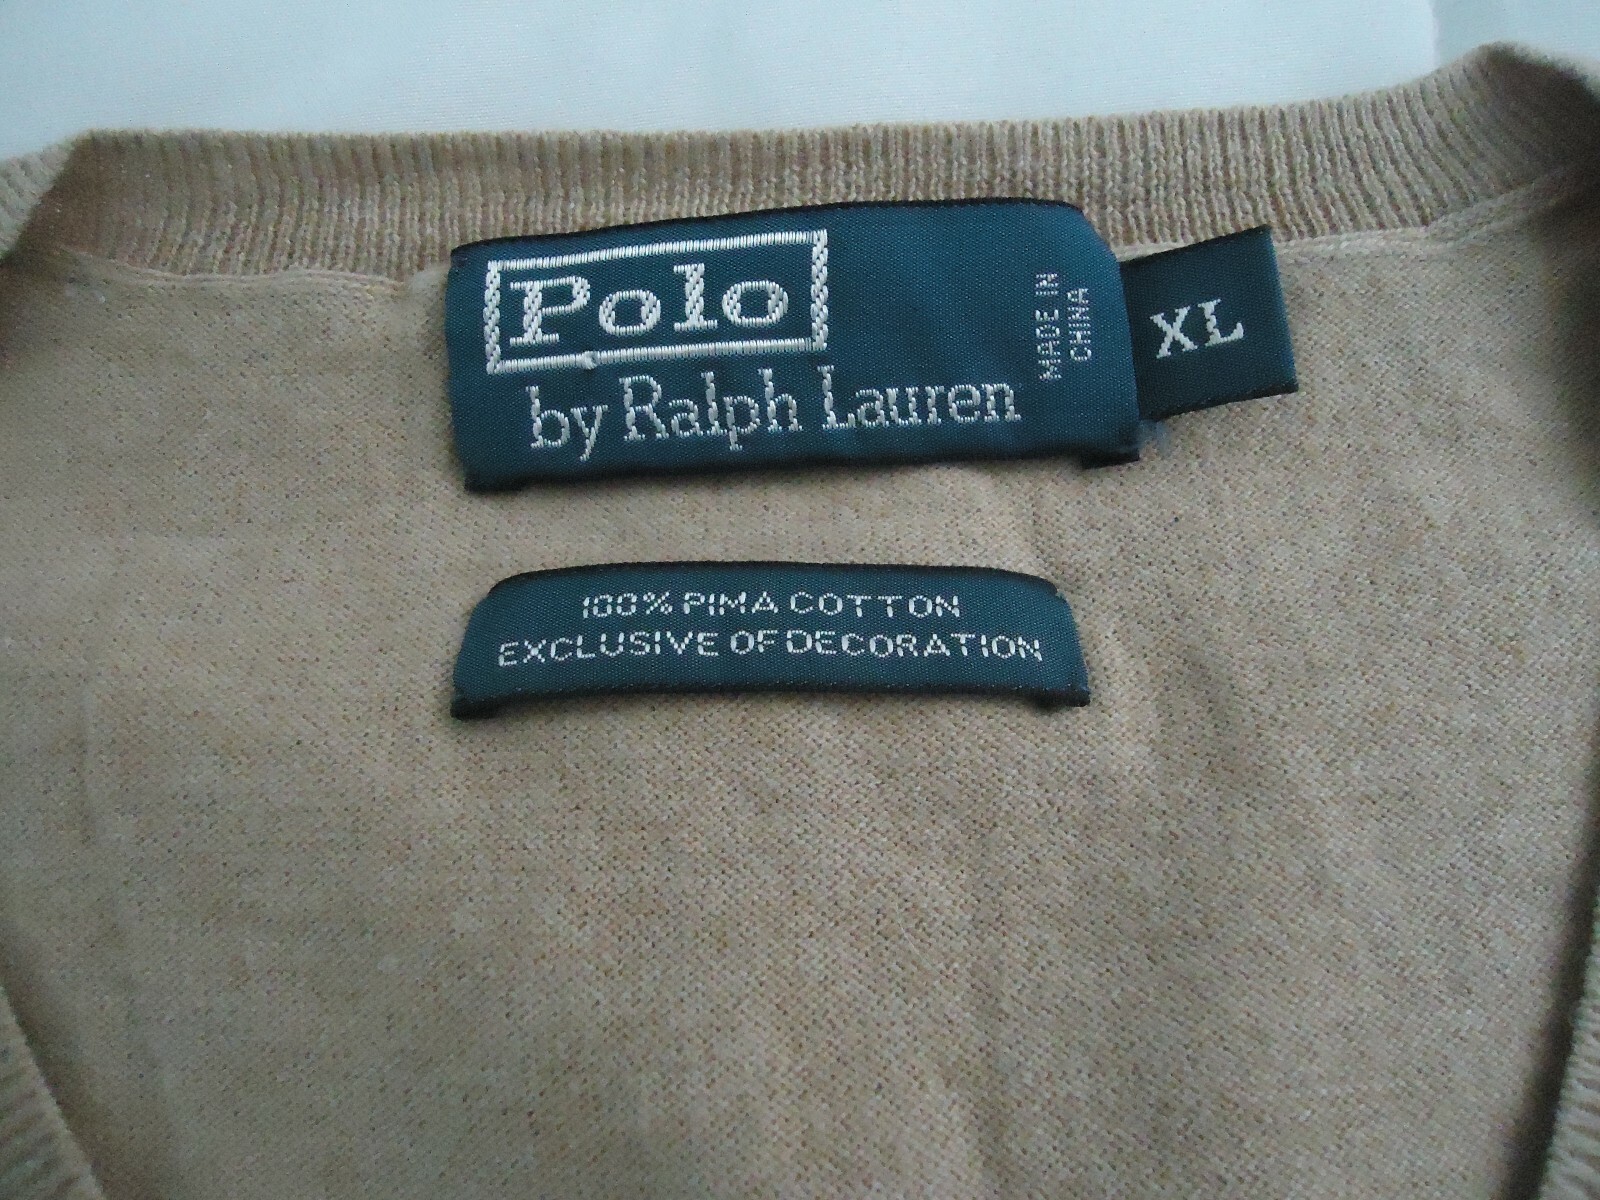 Polo
by Ralph Lauren
MADE IN
CHINA
XL
100% PIMA COTTON
EXCLUSIVE OF DECORATION